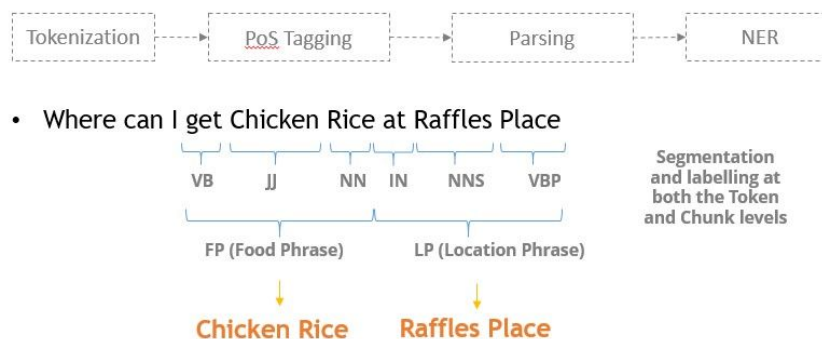 Tokenization PoS Tagging Parsing NER
• Where can I get Chicken Rice at Raffles Place
VB JJ NN IN NNS VBP
FP (Food Phrase) LP (Location Phrase)
Chicken Rice Raffles Place
Segmentation
and labelling at
both the Token
and Chunk levels